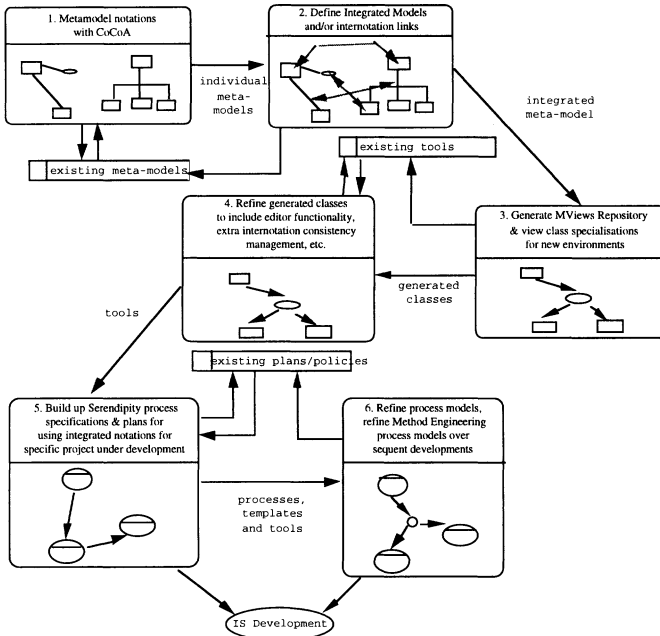 1. Metamodel notations
with CoCoA
2. Define Integrated Models
and/or internotation links
individual
meta-
models
integrated
meta-model
existing meta-models
existing tools
4. Refine generated classes
to include editor functionality,
extra internotation consistency
management, etc.
3. Generate MViews Repository
& view class specialisations
for new environments
generated
classes
tools
existing plans/policies
5. Build up Serendipity process
specifications & plans for
using integrated notations for
specific project under development
6. Refine process models,
refine Method Engineering
process models over
sequent developments
processes,
templates
and tools
IS Development